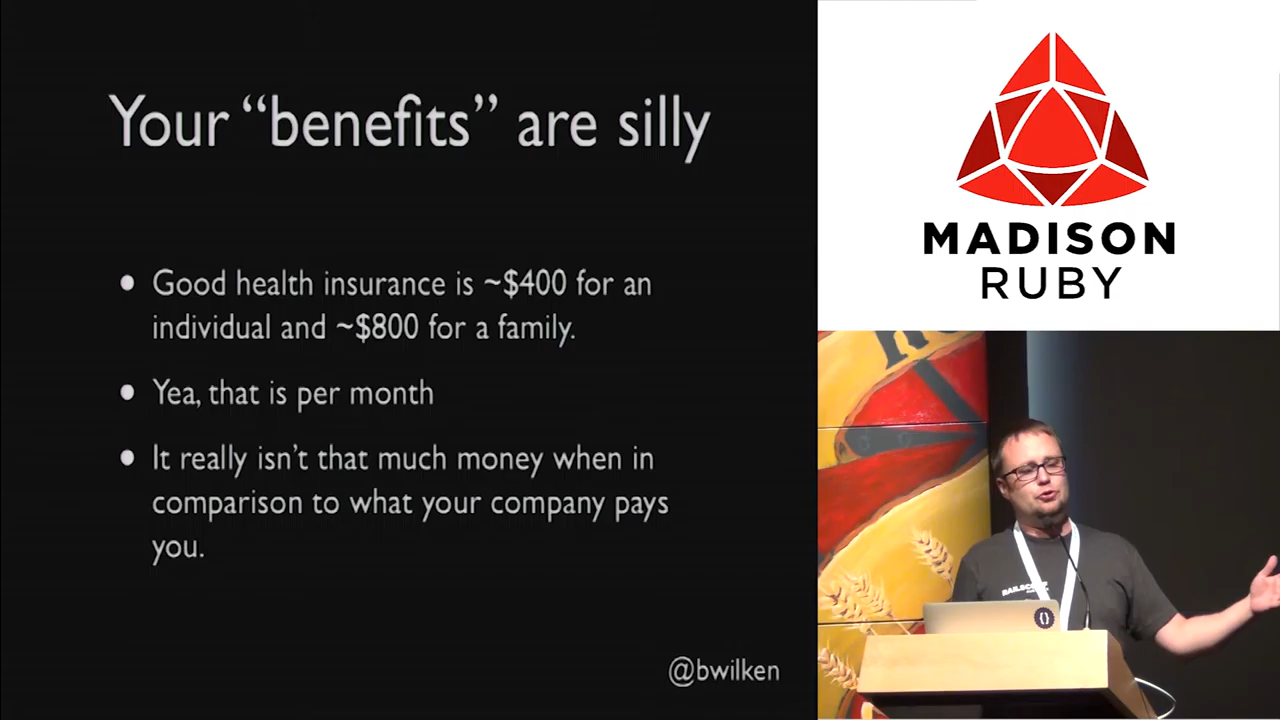 Your “benefits” are silly
• Good health insurance is ~$400 for an
individual and ~$800 for a family.
• Yea, that is per month
• It really isn’t that much money when in
comparison to what your company pays
you.
@bwilken
MADISON
RUBY